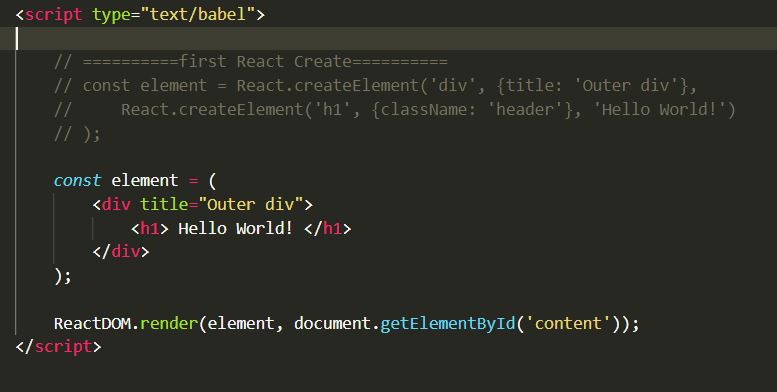 <script type="text/babel">
// ==========first React Create==========
// const element = React.createElement('div', {title: 'Outer div'},
//     React.createElement('h1', {className: 'header'}, 'Hello World!')
// );
const element = (
<div title="Outer div">
<h1> Hello World! </h1>
</div>
);
ReactDOM.render(element, document.getElementById('content'));
</script>